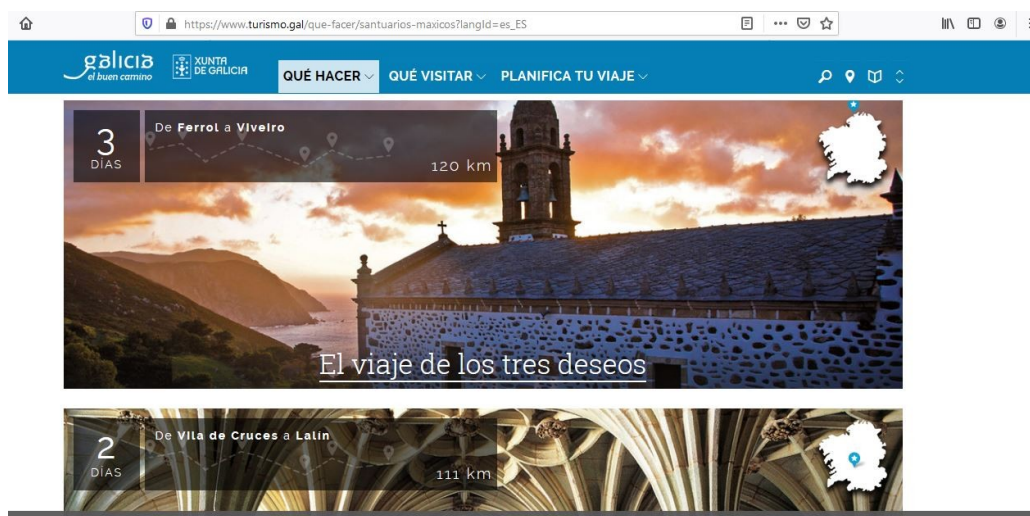 https://www.turismo.gal/que-facer/santuarios-maxicos?langId=es_ES
galicia
el buen camino
XUNTA
DE GALICIA
QUÉ HACER
QUÉ VISITAR
PLANIFICA TU VIAJE
3
DÍAS
De Ferrol a Viveiro
120 km
El viaje de los tres deseos
2
DÍAS
De Vila de Cruces a Lalín
111 km